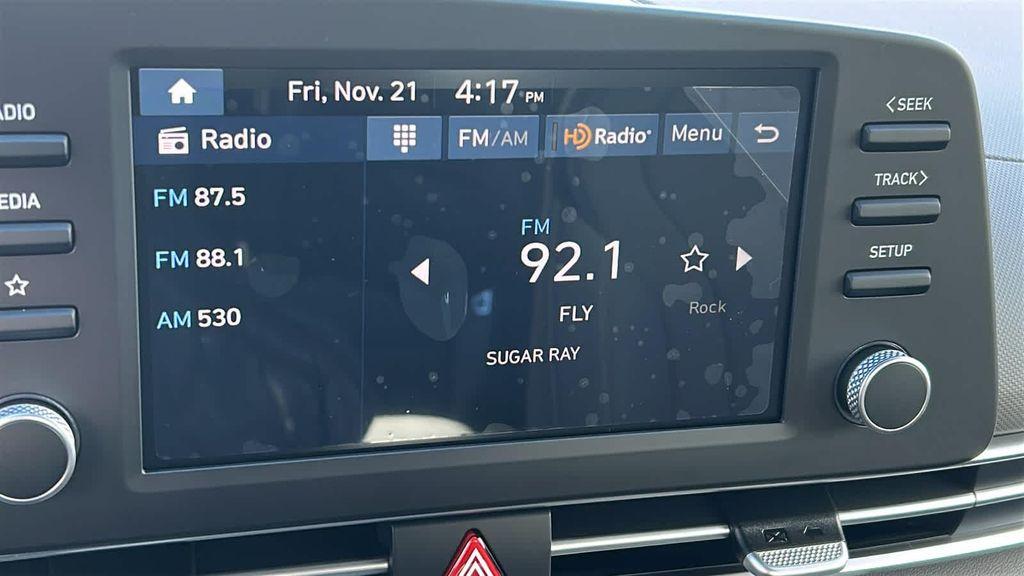 Fri, Nov. 21 4:17 PM
Radio FM/AM HD Radio Menu
FM 87.5
FM 88.1
AM 530
FM
92.1
FLY
Rock
SUGAR RAY
ADIO
EDIA
<SEEK
TRACK>
SETUP